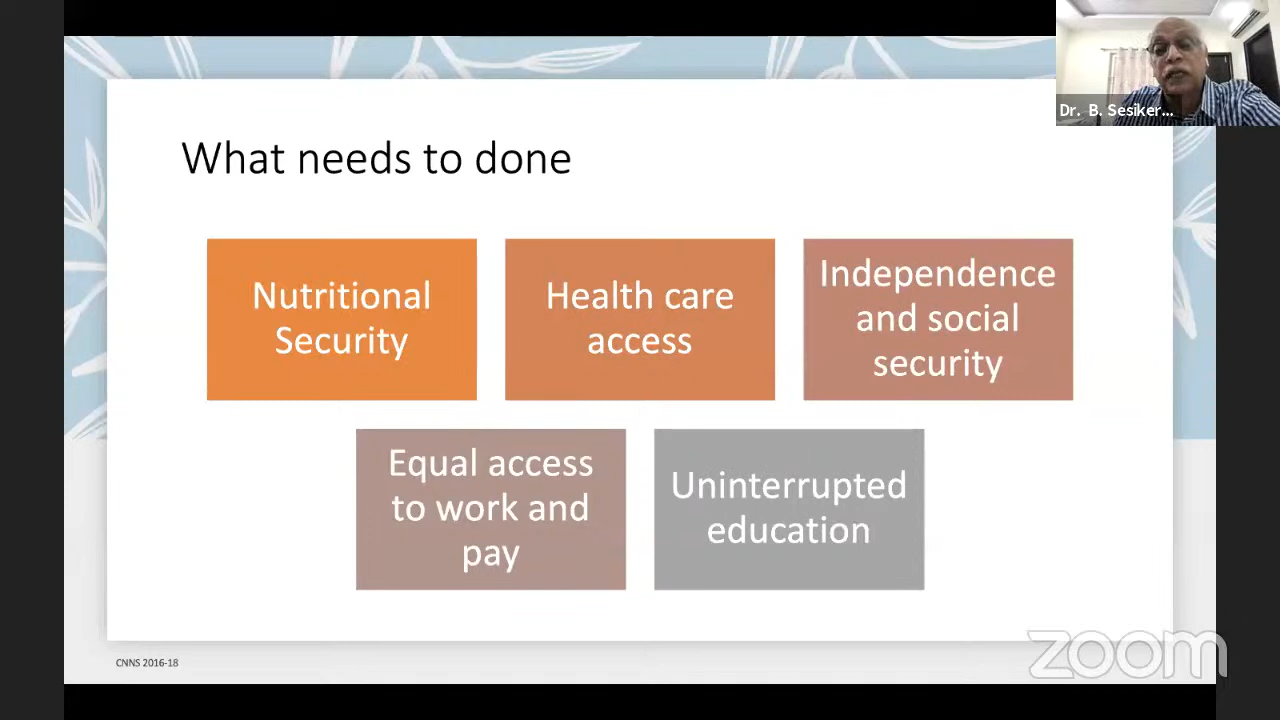 Dr. B. Sesiker...
What needs to done
Nutritional
Security
Health care
access
Independence
and social
security
Equal access
to work and
pay
Uninterrupted
education
CNNS 2016-18
zoom